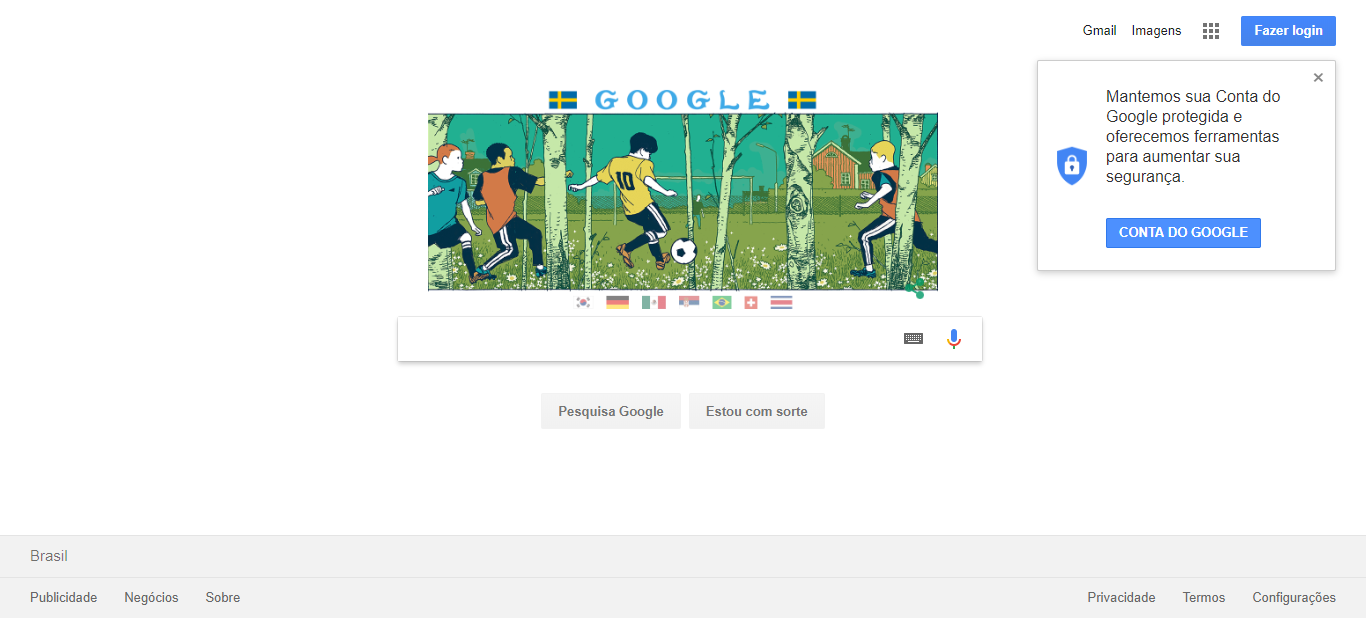 Gmail Imagens Fazer login
GOOGLE
10
Mantemos sua Conta do
Google protegida e
oferecemos ferramentas
para aumentar sua
segurança.
CONTA DO GOOGLE
Pesquisa Google Estou com sorte
Brasil
Publicidade Negócios Sobre Privacidade Termos Configurações